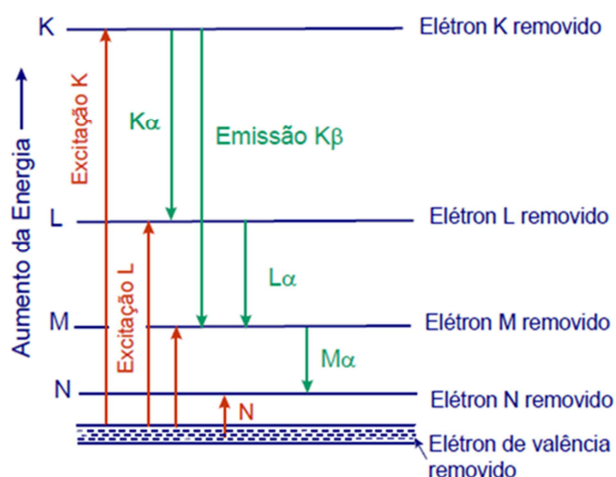 K
Elétron K removido
Aumento da Energia
Excitação K
Kα
Emissão Kβ
L
Elétron L removido
Excitação L
Lα
M
Elétron M removido
Mα
N
Elétron N removido
N
Elétron de valência
removido